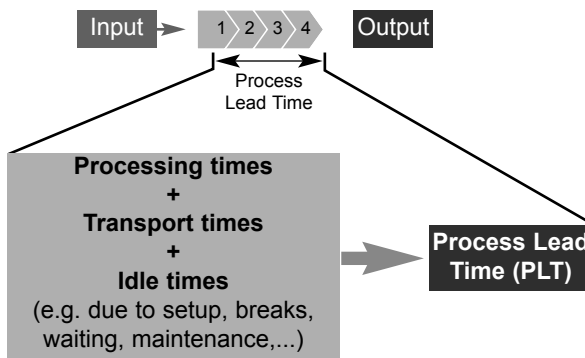 Input
1 2 3 4
Output
Process
Lead Time
Processing times
+
Transport times
+
Idle times
(e.g. due to setup, breaks,
waiting, maintenance,...)
Process Lead
Time (PLT)